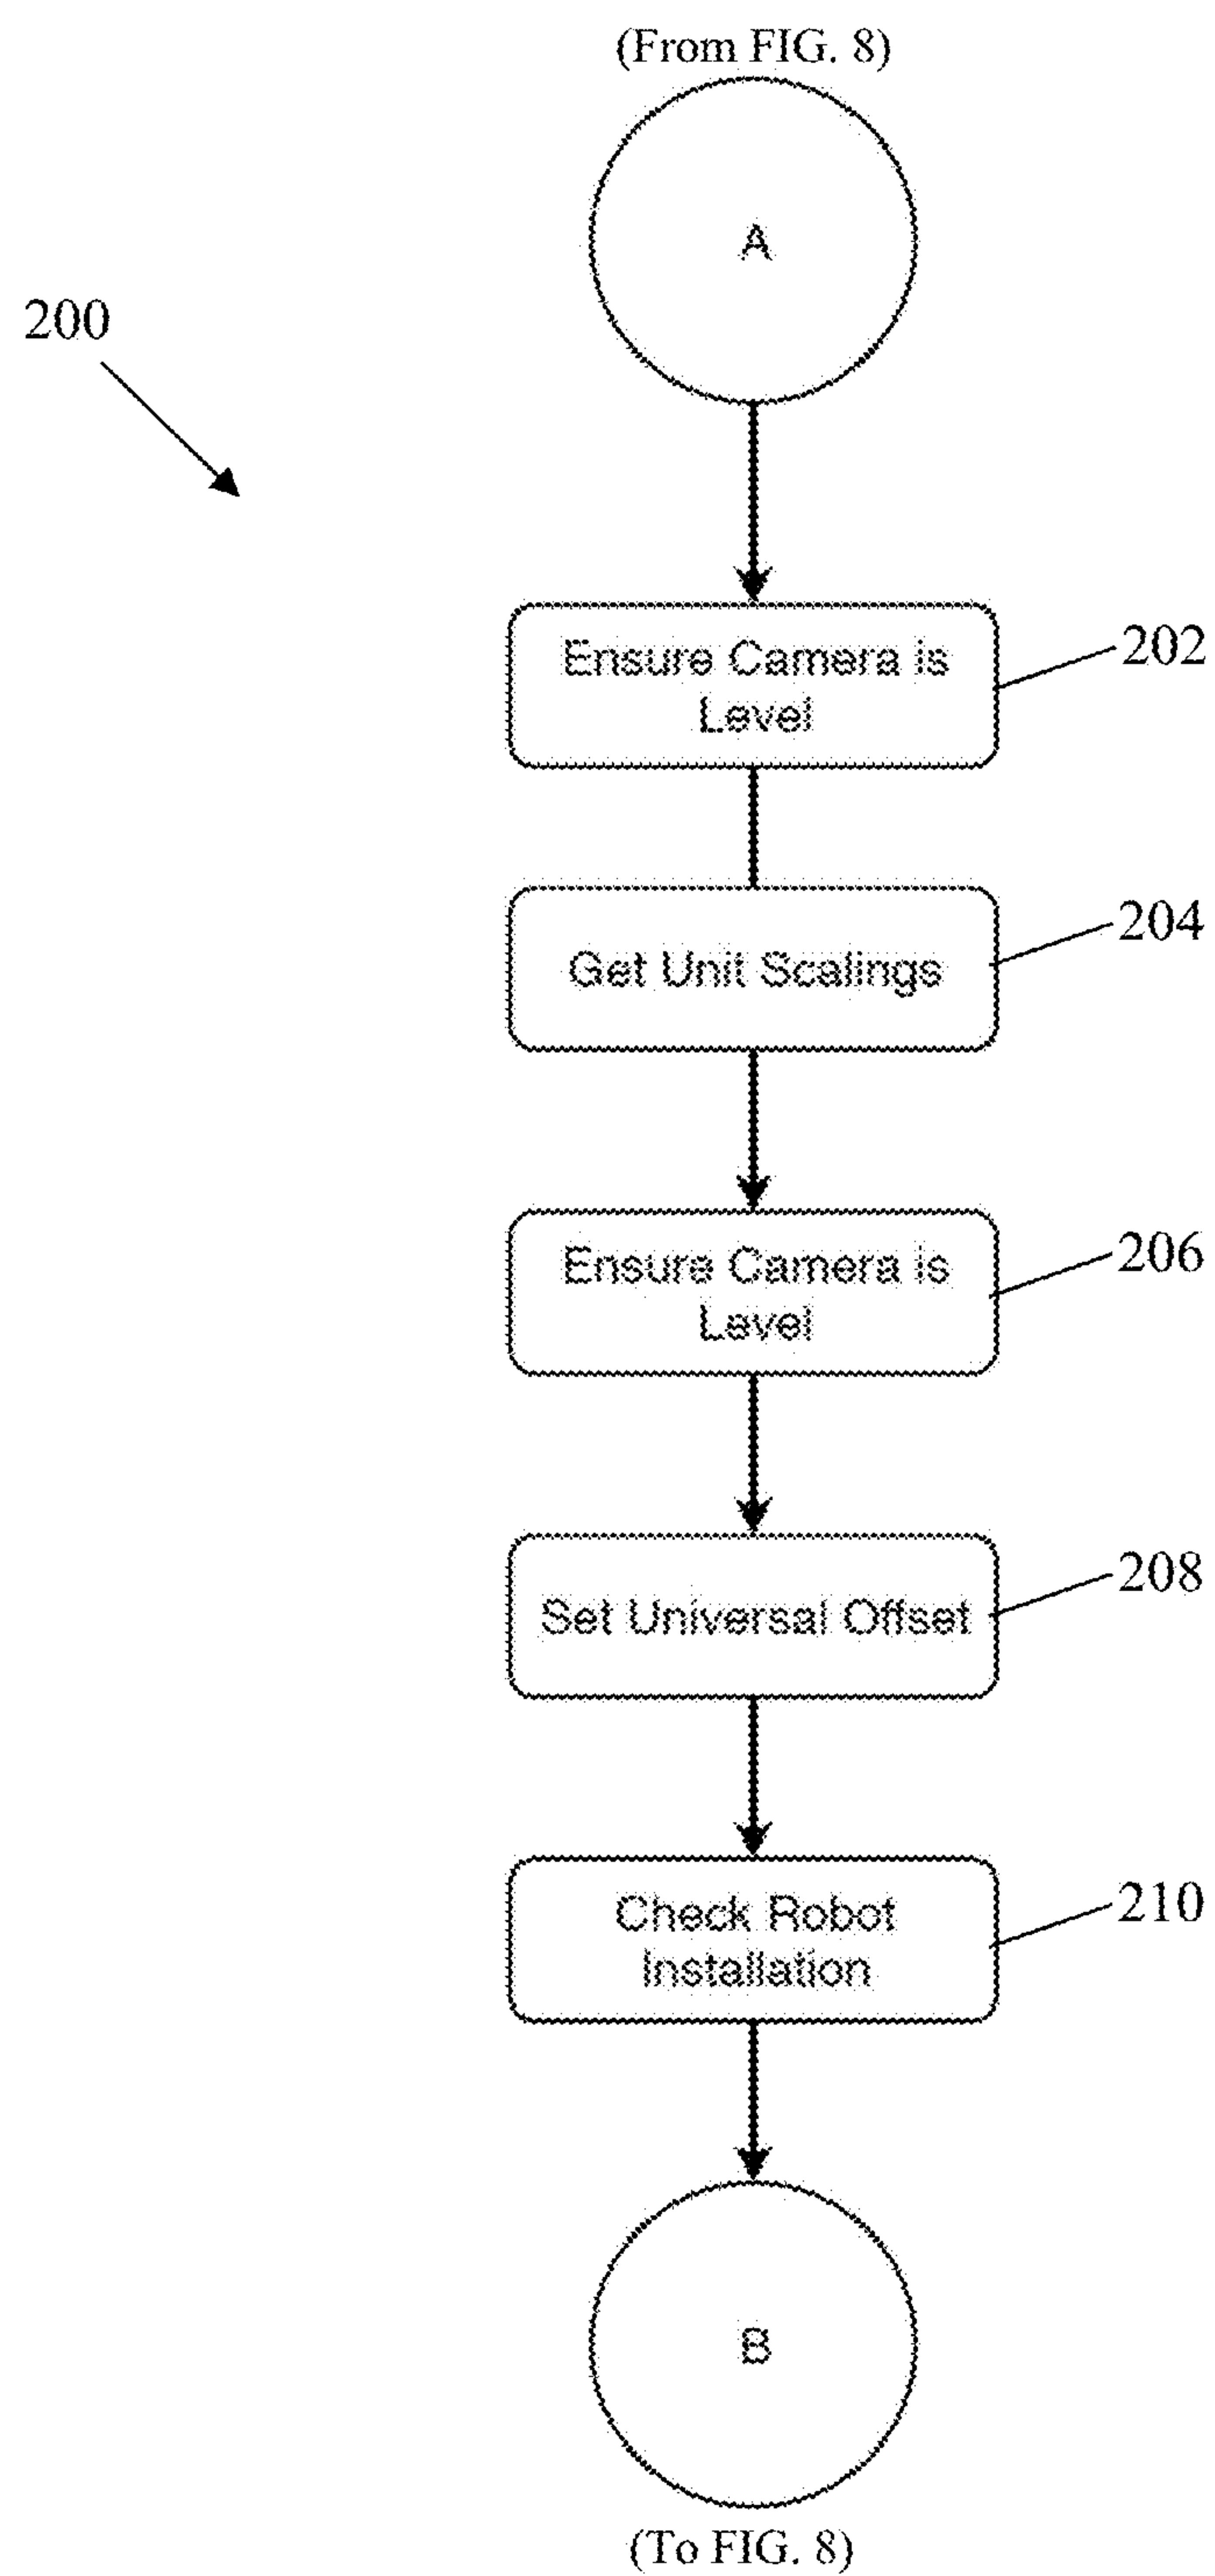 (From FIG. 8)
A
200
Ensure Camera is
Level
202
Get Unit Scalings
204
Ensure Camera is
Level
206
Set Universal Offset
208
Check Robot
Installation
210
B
(To FIG. 8)